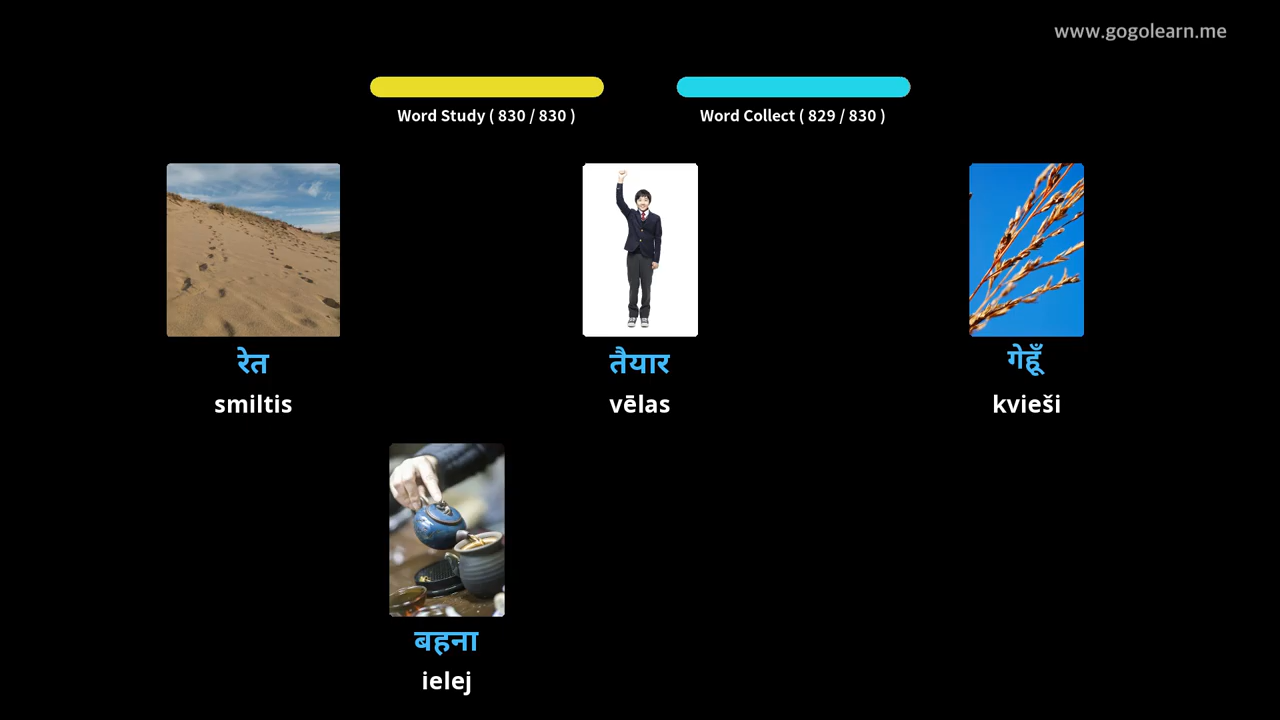 www.gogolearn.me
Word Study ( 830 / 830 )
Word Collect ( 829 / 830 )
रेत
smiltis
तैयार
vēlas
गेहूँ
kvieši
बहना
ielej